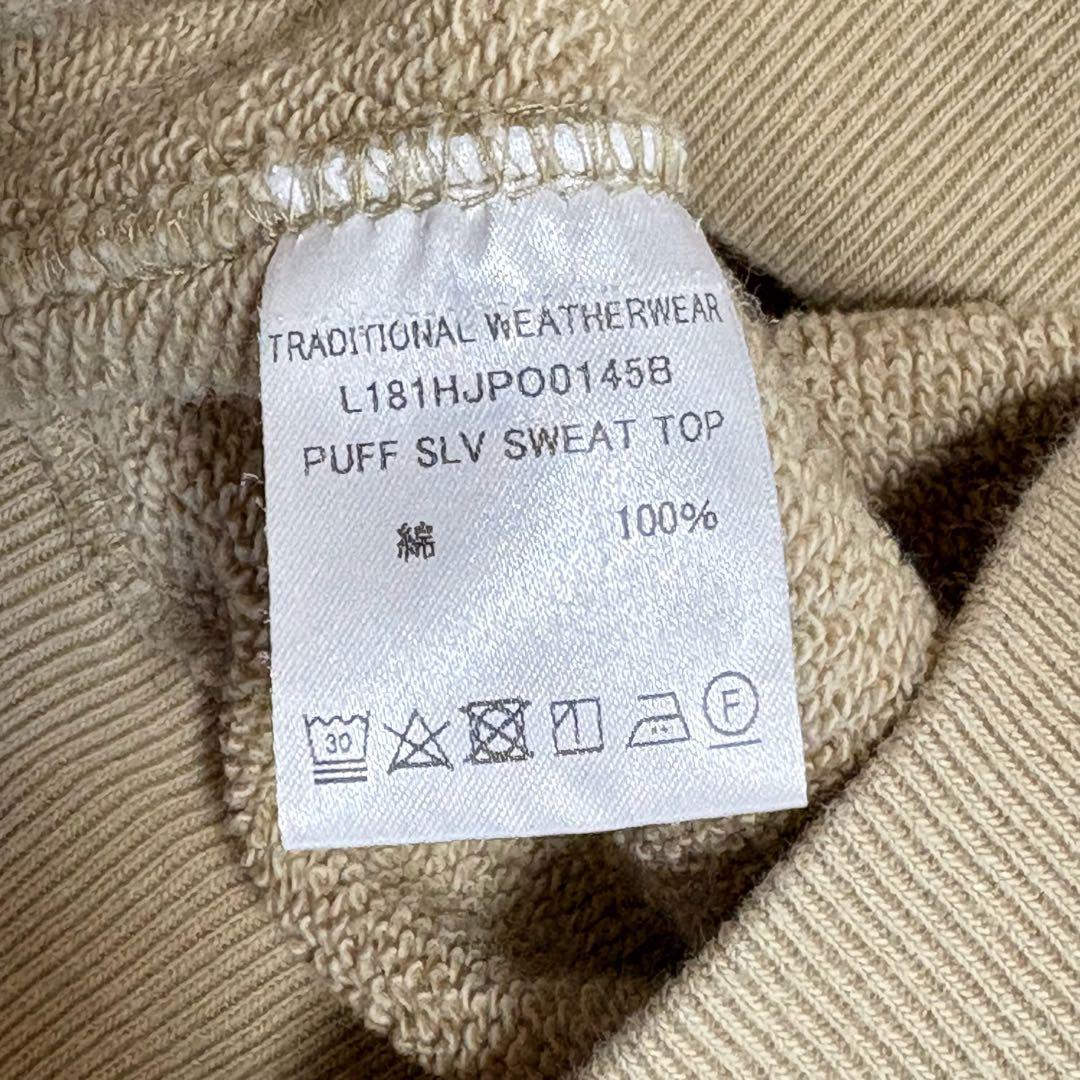 TRADITIONAL WEATHERWEAR
L181HJPO0145B
PUFF SLV SWEAT TOP
綿 100%
30 F